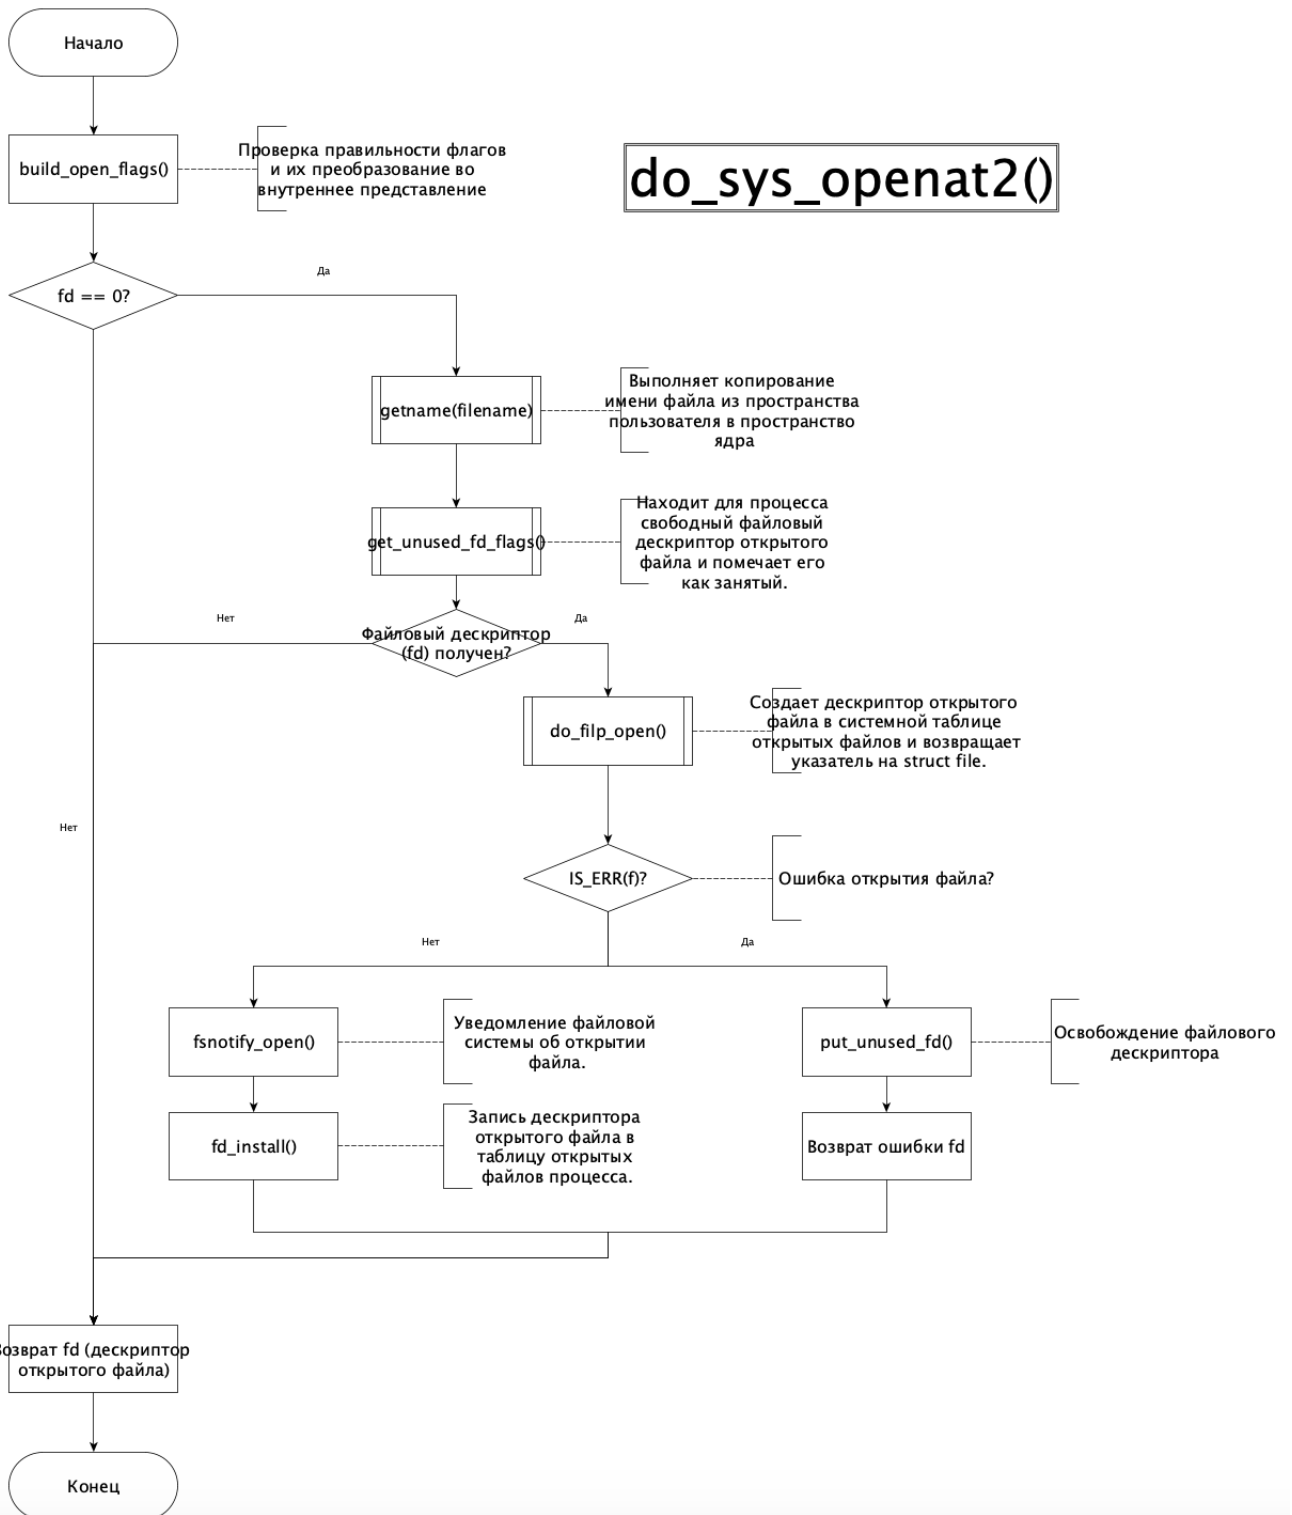 Начало
build_open_flags()
Проверка правильности флагов
и их преобразование во
внутреннее представление
do_sys_openat2()
Да
fd == 0?
getname(filename)
Выполняет копирование
имени файла из пространства
пользователя в пространство
ядра
get_unused_fd_flags()
Находит для процесса
свободный файловый
дескриптор открытого
файла и помечает его
как занятый.
Нет
Да
Файловый дескриптор
(fd) получен?
do_filp_open()
Создает дескриптор открытого
файла в системной таблице
открытых файлов и возвращает
указатель на struct file.
Нет
IS_ERR(f)?
Ошибка открытия файла?
Нет
Да
fsnotify_open()
Уведомление файловой
системы об открытии
файла.
put_unused_fd()
Освобождение файлового
дескриптора
fd_install()
Запись дескриптора
открытого файла в
таблицу открытых
файлов процесса.
Возврат ошибки fd
Возврат fd (дескриптор
открытого файла)
Конец